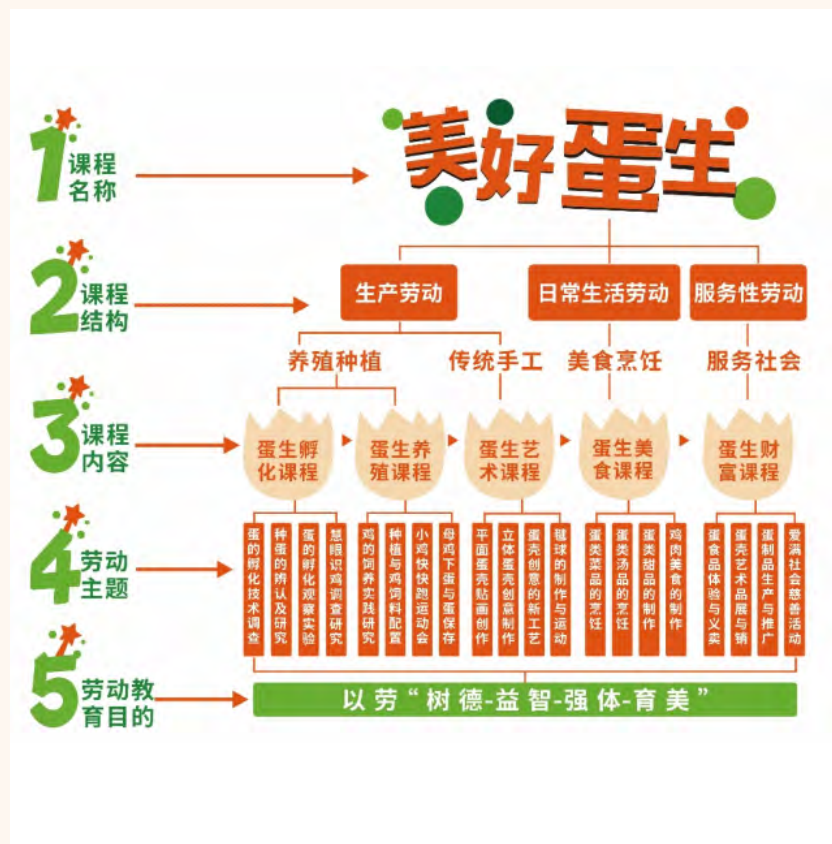 美好蛋生
1 课程
名称
2 课程
结构
生产劳动
日常生活劳动
服务性劳动
养殖种植
传统手工
美食烹饪
服务社会
3 课程
内容
蛋生孵
化课程
蛋生养
殖课程
蛋生艺
术课程
蛋生美
食课程
蛋生财
富课程
4 劳动
主题
蛋的孵化技术调查
种蛋的辨认及研究
蛋的孵化观察实验
慧眼识鸡调查研究
鸡的饲养实践研究
种植与鸡饲料配置
小鸡快快跑运动会
母鸡下蛋与蛋保存
平面蛋壳贴画创作
立体蛋壳创意制作
蛋壳创意的新工艺
毽球的制作与运动
蛋类菜品的烹饪
蛋类汤品的烹饪
蛋类甜品的制作
鸡肉美食的制作
蛋食品体验与义卖
蛋壳艺术品展与销
蛋制品生产与推广
爱满社会慈善活动
5 劳动教
育目的
以劳“树德-益智-强体-育美”